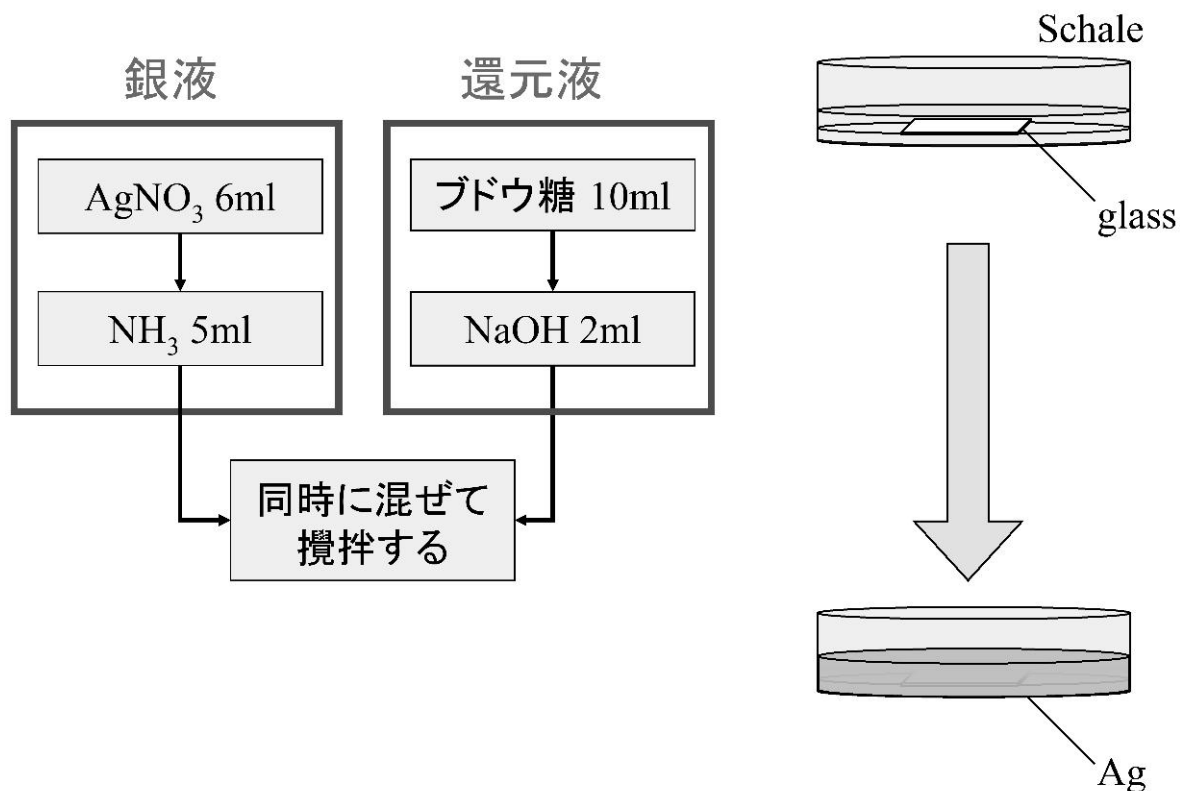 銀液
AgNO₃ 6ml
NH₃ 5ml
還元液
ブドウ糖 10ml
NaOH 2ml
同時に混ぜて
攪拌する
Schale
glass
Ag